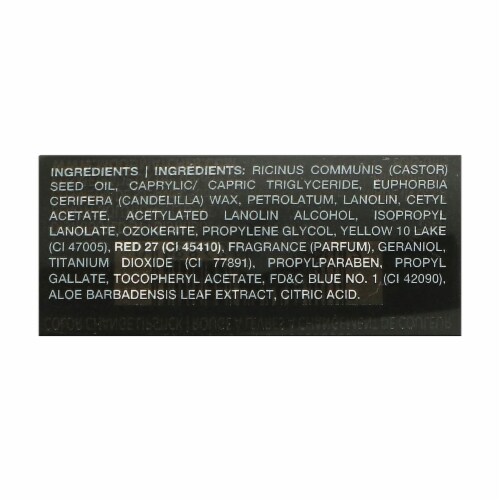 INGREDIENTS | INGRÉDIENTS: RICINUS COMMUNIS (CASTOR)
SEED OIL, CAPRYLIC/ CAPRIC TRIGLYCERIDE, EUPHORBIA
CERIFERA (CANDELILLA) WAX, PETROLATUM, LANOLIN, CETYL
ACETATE, ACETYLATED LANOLIN ALCOHOL, ISOPROPYL
LANOLATE, OZOKERITE, PROPYLENE GLYCOL, YELLOW 10 LAKE
(CI 47005), RED 27 (CI 45410), FRAGRANCE (PARFUM), GERANIOL,
TITANIUM DIOXIDE (CI 77891), PROPYLPARABEN, PROPYL
GALLATE, TOCOPHERYL ACETATE, FD&C BLUE NO. 1 (CI 42090),
ALOE BARBADENSIS LEAF EXTRACT, CITRIC ACID.